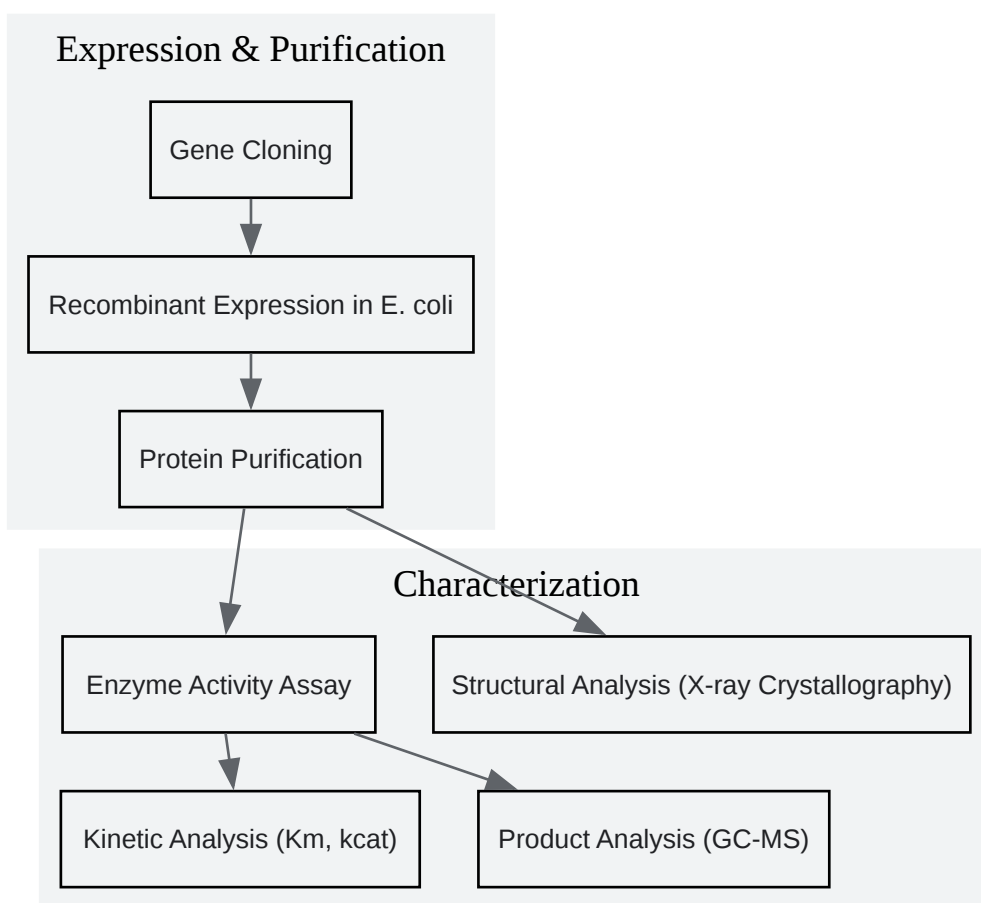 Expression & Purification
Gene Cloning
Recombinant Expression in E. coli
Protein Purification
Characterization
Enzyme Activity Assay
Structural Analysis (X-ray Crystallography)
Kinetic Analysis (Km, kcat)
Product Analysis (GC-MS)